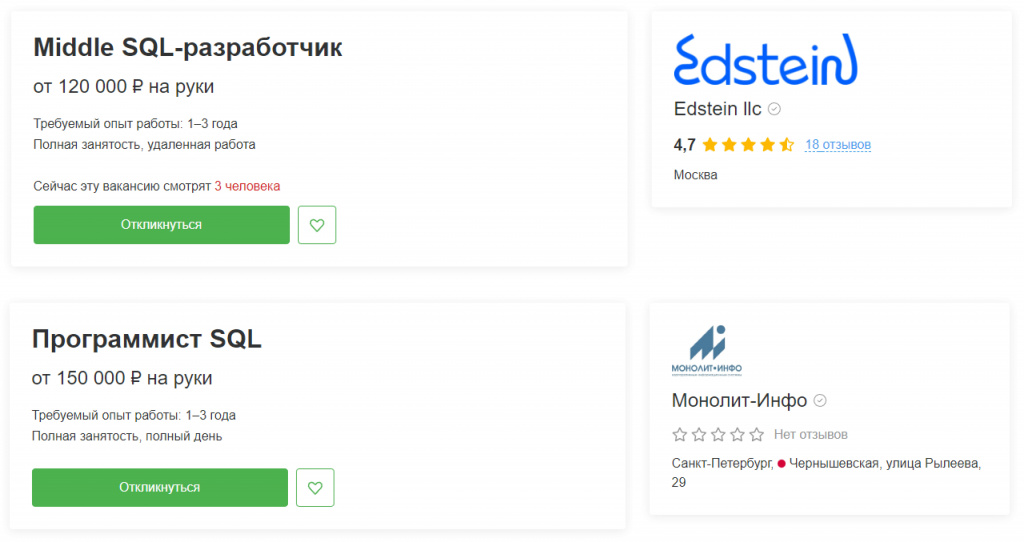 Middle SQL-разработчик
от 120 000 ₽ на руки
Требуемый опыт работы: 1–3 года
Полная занятость, удаленная работа
Сейчас эту вакансию смотрят 3 человека
Откликнуться
Edstein
Edstein llc
4,7 18 отзывов
Москва
Программист SQL
от 150 000 ₽ на руки
Требуемый опыт работы: 1–3 года
Полная занятость, полный день
Откликнуться
МОНОЛИТ•ИНФО
Монолит-Инфо
Нет отзывов
Санкт-Петербург, Чернышевская, улица Рылеева,
29